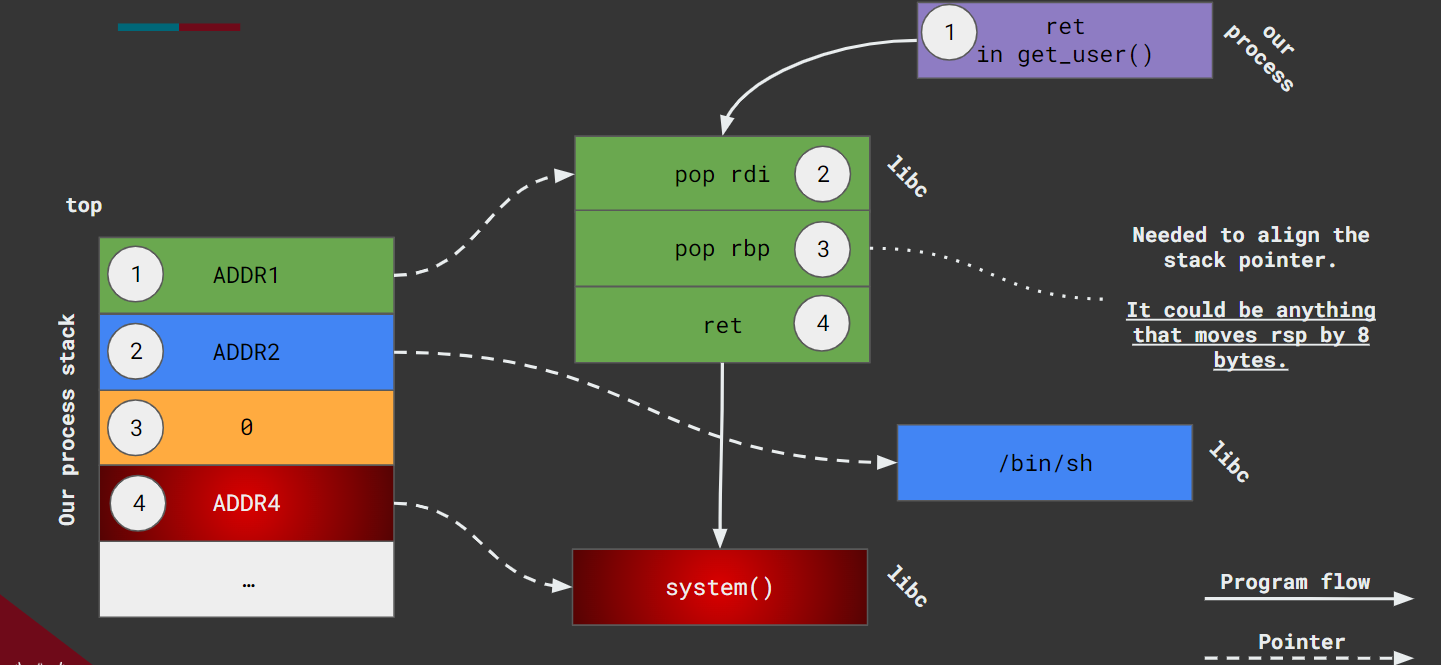 1
ret
in get_user()
our
process
pop rdi
2
libc
pop rbp
3
ret
4
Needed to align the
stack pointer.
It could be anything
that moves rsp by 8
bytes.
top
Our process stack
1
ADDR1
2
ADDR2
3
0
4
ADDR4
…
/bin/sh
libc
system()
libc
Program flow
Pointer